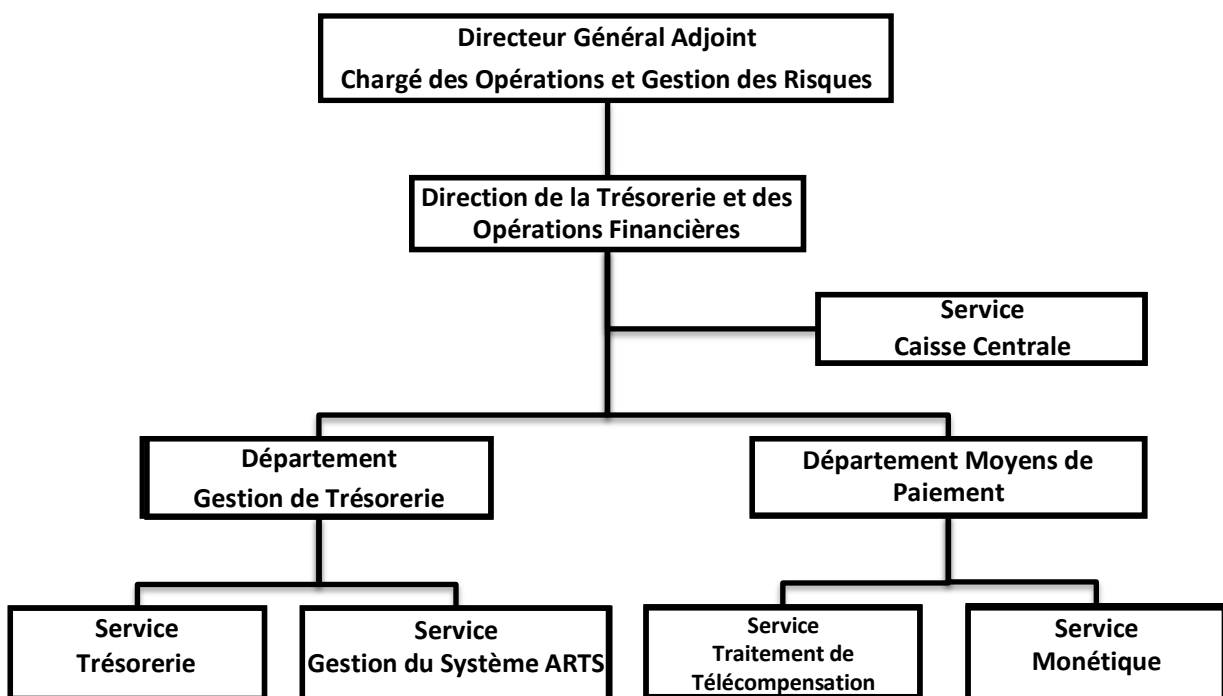 Directeur Général Adjoint
Chargé des Opérations et Gestion des Risques
Direction de la Trésorerie et des
Opérations Financières
Service
Caisse Centrale
Département
Gestion de Trésorerie
Département Moyens de
Paiement
Service
Trésorerie
Service
Gestion du Système ARTS
Service
Traitement de
Télécompensation
Service
Monétique